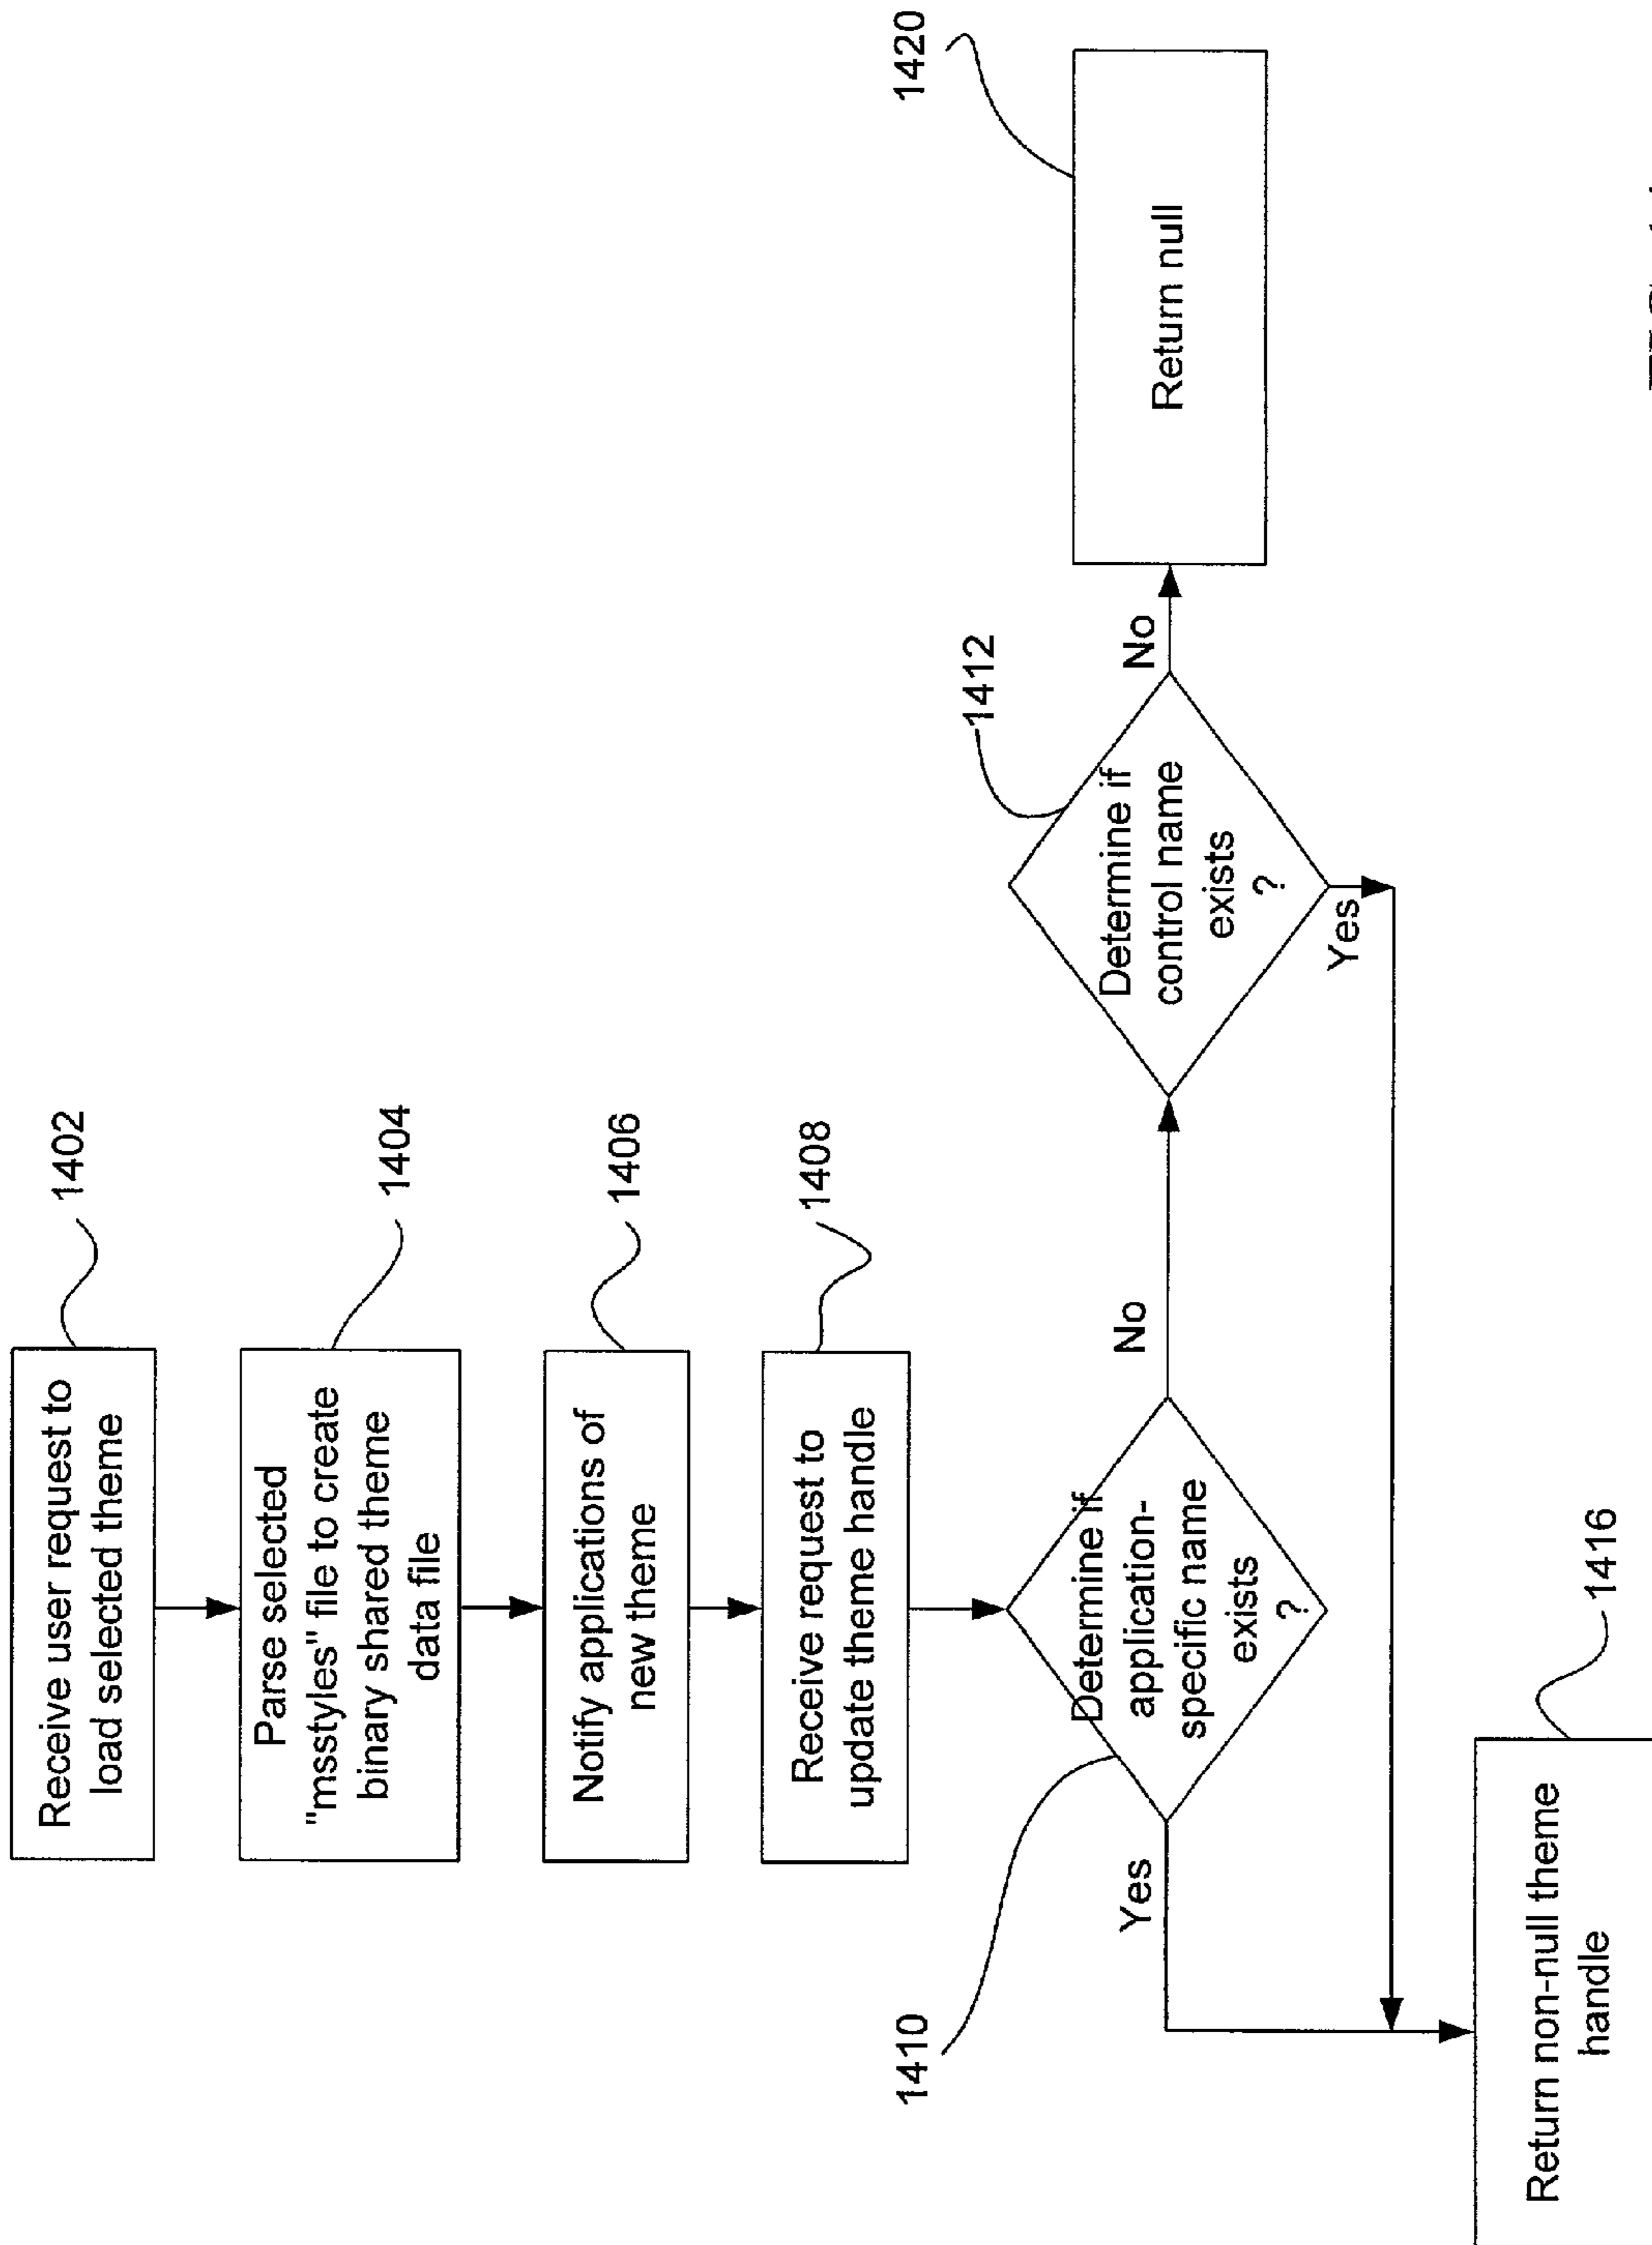 Receive user request to
load selected theme
1402
Parse selected
"msstyles" file to create
binary shared theme
data file
1404
Notify applications of
new theme
1406
Receive request to
update theme handle
1408
Determine if
application-
specific name
exists
?
1410
No
Yes
Determine if
control name
exists
?
1412
No
Yes
Return null
1420
Return non-null theme
handle
1416